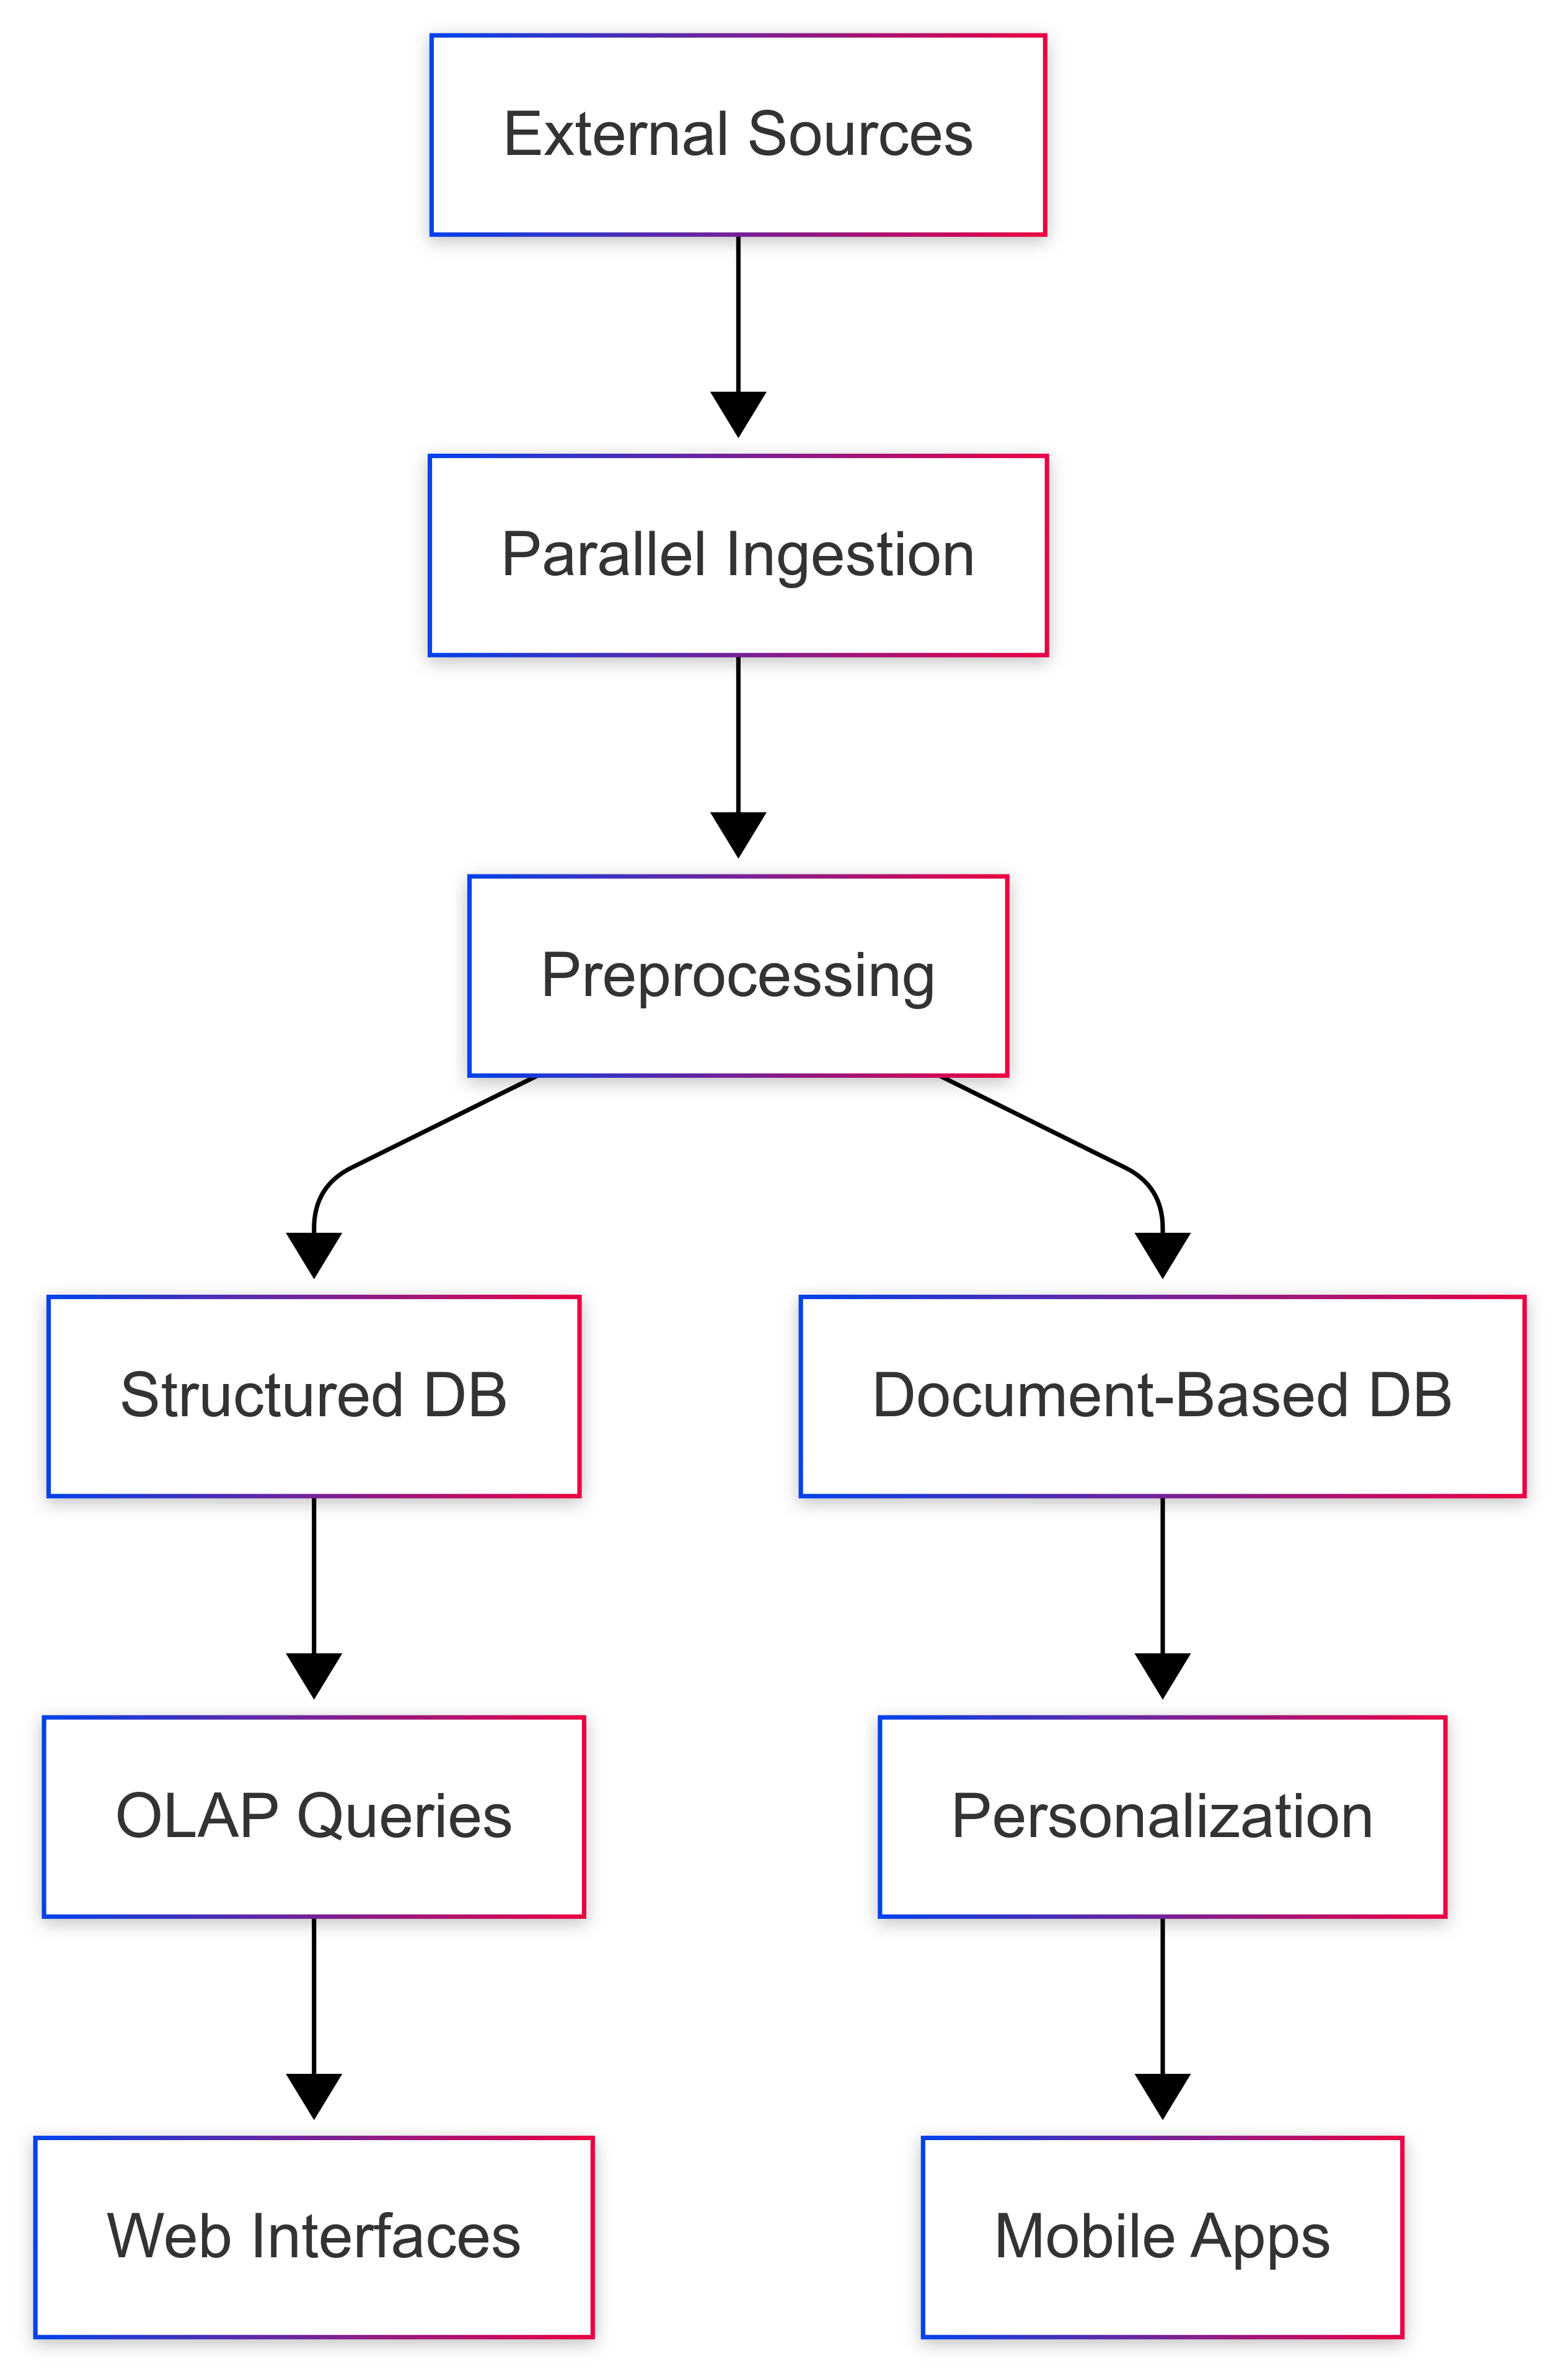 External Sources
Parallel Ingestion
Preprocessing
Structured DB
Document-Based DB
OLAP Queries
Personalization
Web Interfaces
Mobile Apps